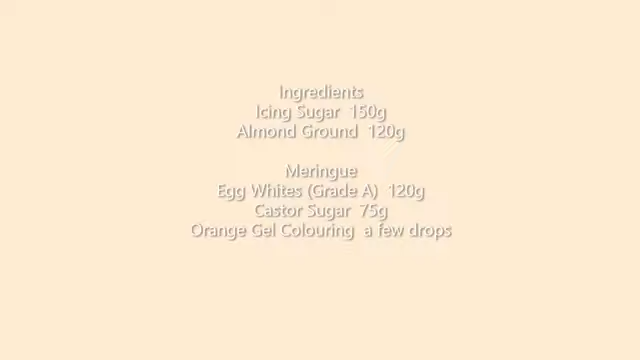 Ingredients
Icing Sugar 150g
Almond Ground 120g
Meringue
Egg Whites (Grade A) 120g
Castor Sugar 75g
Orange Gel Colouring a few drops